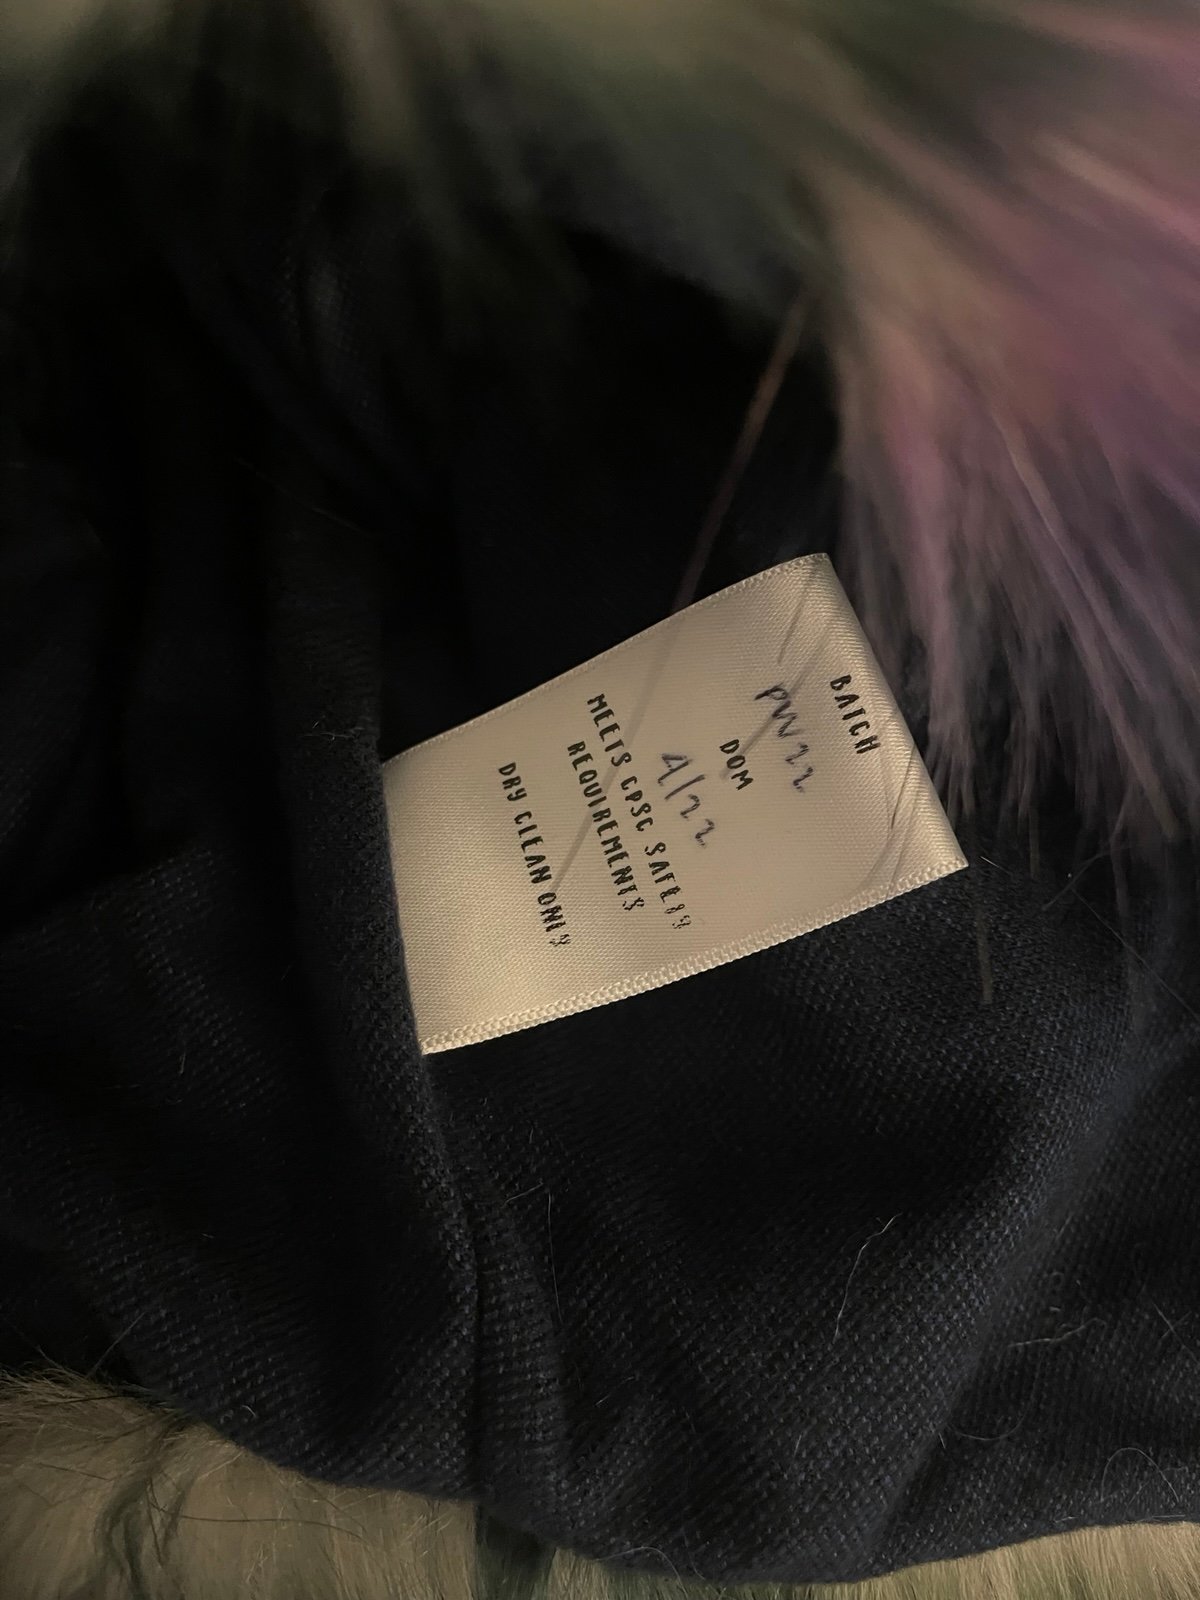 BATCH
PW22
DOM
4/22
MEETS CPSC SAFETY
REQUIREMENTS
DRY CLEAN ONLY